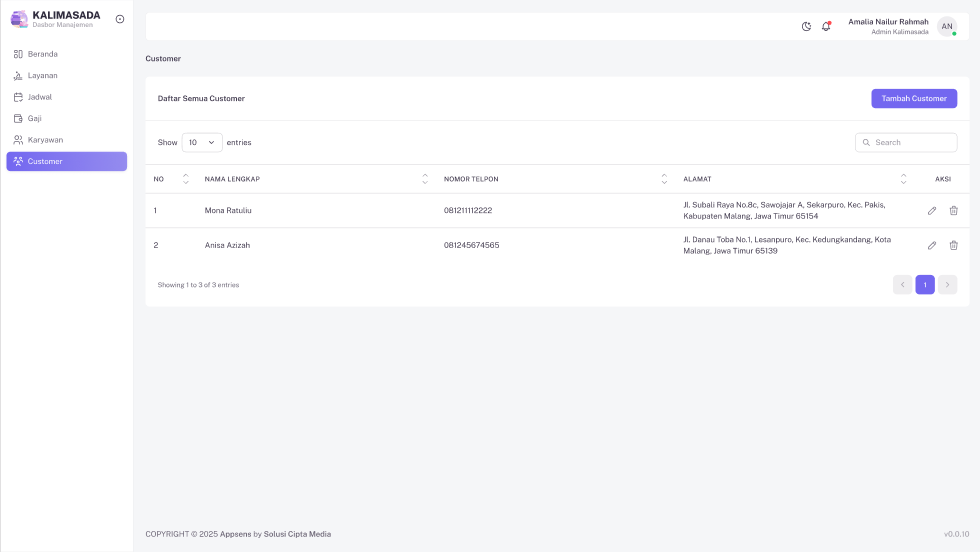 KALIMASADA
Dasbor Manajemen
Beranda
Layanan
Jadwal
Gaji
Karyawan
Customer
Amalia Nailur Rahmah
Admin Kalimasada
AN
Customer
Daftar Semua Customer
Tambah Customer
Show 10 entries
Search
NO NAMA LENGKAP NOMOR TELPON ALAMAT AKSI
1 Mona Ratuliu 081211112222 Jl. Subali Raya No.8c, Sawojajar A, Sekarpuro, Kec. Pakis,
Kabupaten Malang, Jawa Timur 65154
2 Anisa Azizah 081245674565 Jl. Danau Toba No.1, Lesanpuro, Kec. Kedungkandang, Kota
Malang, Jawa Timur 65139
Showing 1 to 3 of 3 entries
1
COPYRIGHT © 2025 Appsens by Solusi Cipta Media
v0.0.10